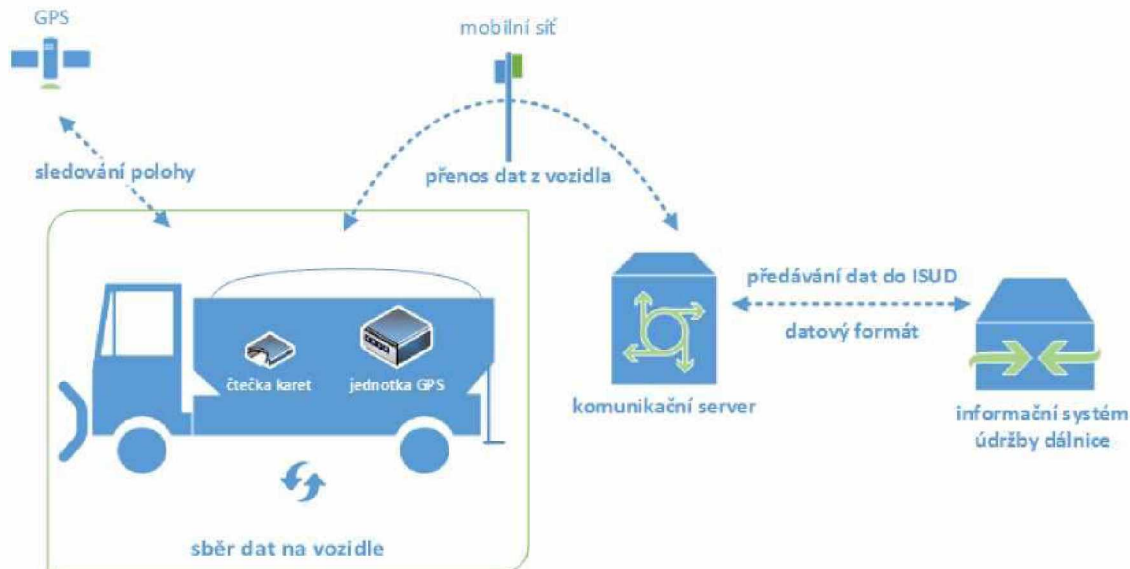 GPS
mobilní síť
sledování polohy
přenos dat z vozidla
předávání dat do ISUD
datový formát
čtečka karet
jednotka GPS
komunikační server
informační systém
údržby dálnice
sběr dat na vozidle